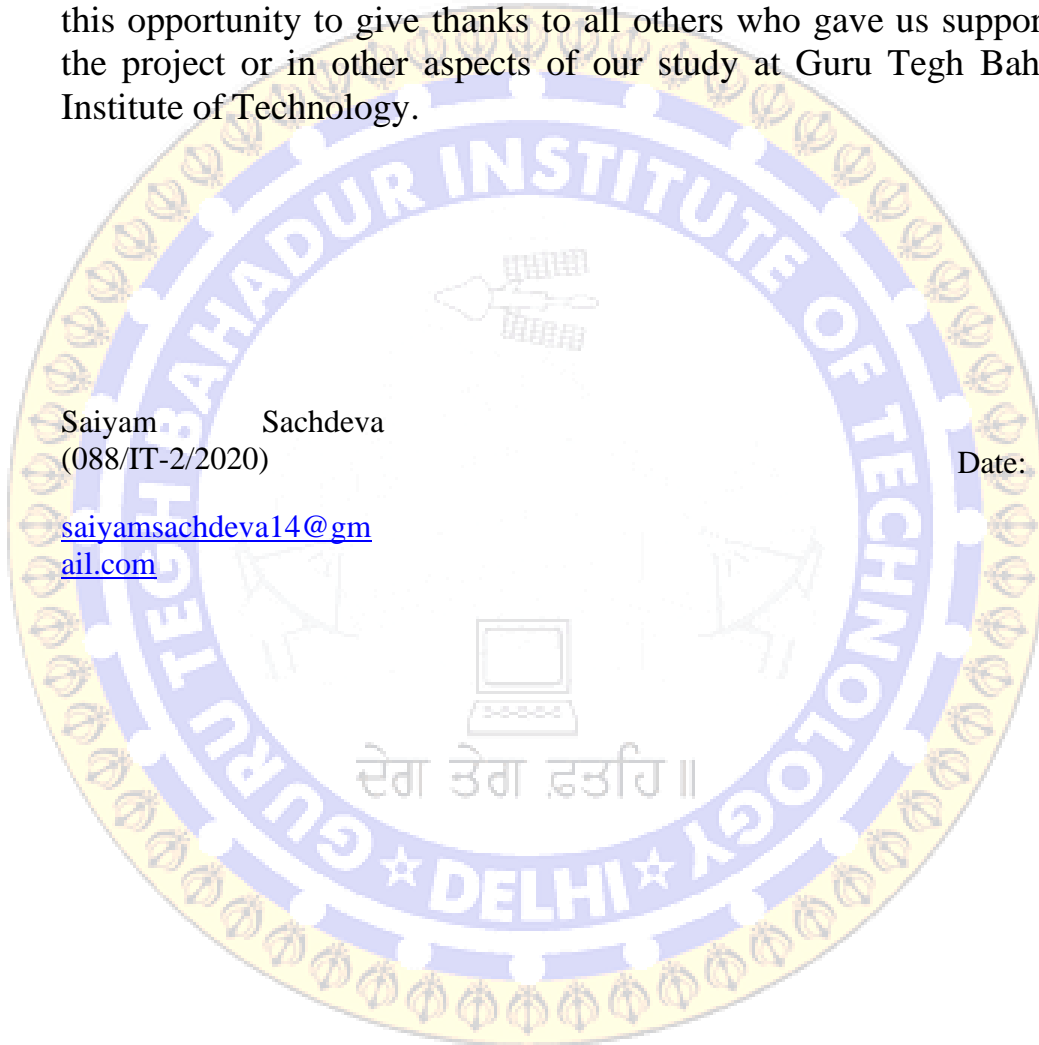 this opportunity to give thanks to all others who gave us suppor
the project or in other aspects of our study at Guru Tegh Bah
Institute of Technology.
GURU TEGH BAHADUR INSTITUTE OF TECHNOLOGY
Saiyam Sachdeva
(088/IT-2/2020)
Date:
saiyamsachdeva14@gm
ail.com
ਦੇਗ ਤੇਗ ਫ਼ਤਹਿ॥
☆ DELHI ☆